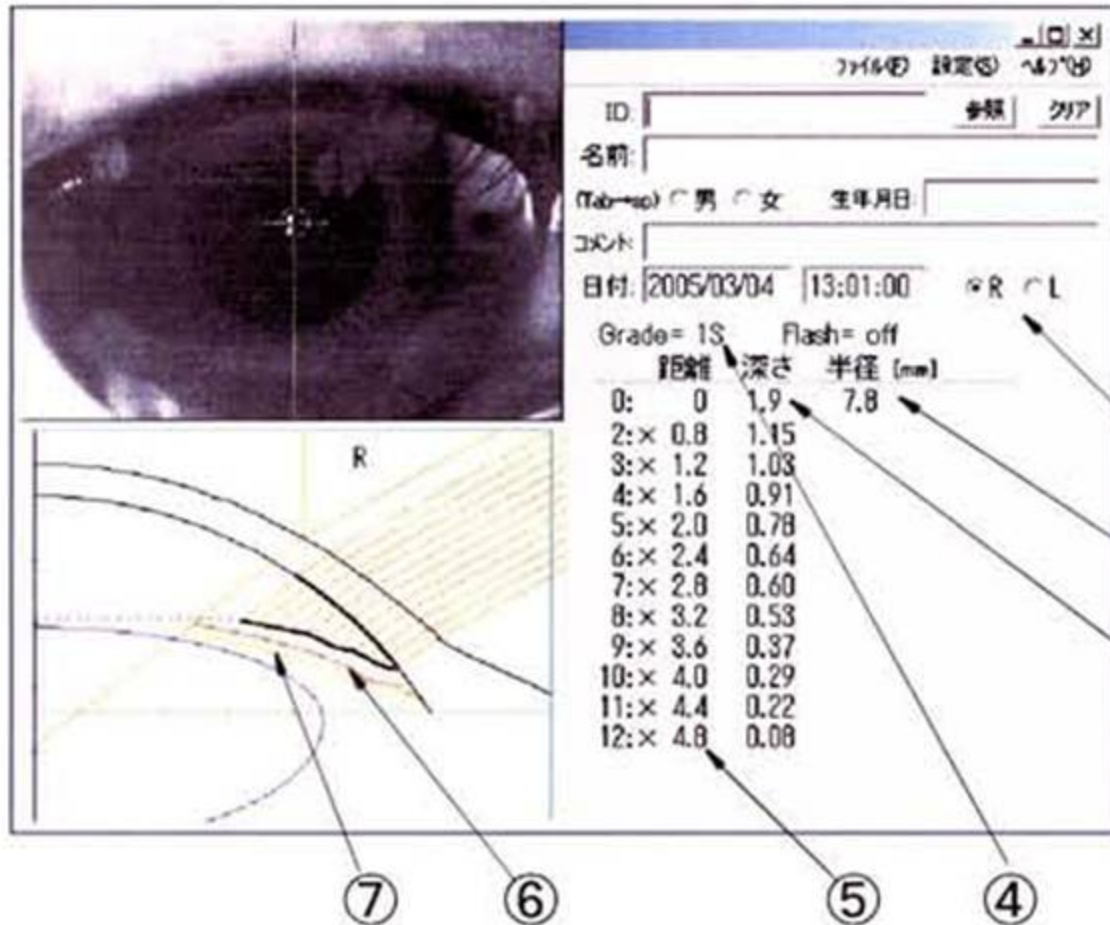 ファイル(F) 設定(S) ヘルプ(H)
ID: 参照 クリア
名前:
(Tab→sp) 男 女 生年月日:
コメント:
日付: 2005/03/04 13:01:00 R L
Grade= 1S Flash= off
距離 深さ 半径 [mm]
0: 0 1.9 7.8
2:× 0.8 1.15
3:× 1.2 1.03
4:× 1.6 0.91
5:× 2.0 0.78
6:× 2.4 0.64
7:× 2.8 0.60
8:× 3.2 0.53
9:× 3.6 0.37
10:× 4.0 0.29
11:× 4.4 0.22
12:× 4.8 0.08
R
⑦ ⑥ ⑤ ④